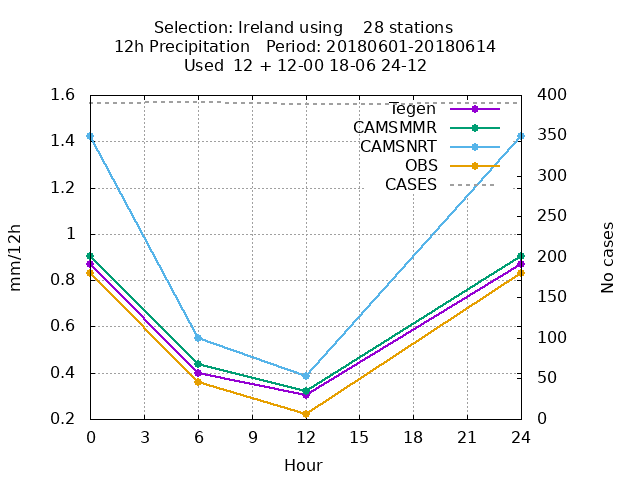 Selection: Ireland using    28 stations
12h Precipitation   Period: 20180601-20180614
Used  12 + 12-00 18-06 24-12
1.6
1.4
1.2
1
0.8
0.6
0.4
0.2
mm/12h
Tegen
CAMSMMR
CAMSNRT
OBS
CASES
400
350
300
250
200
150
100
50
0
No cases
0 3 6 9 12 15 18 21 24
Hour